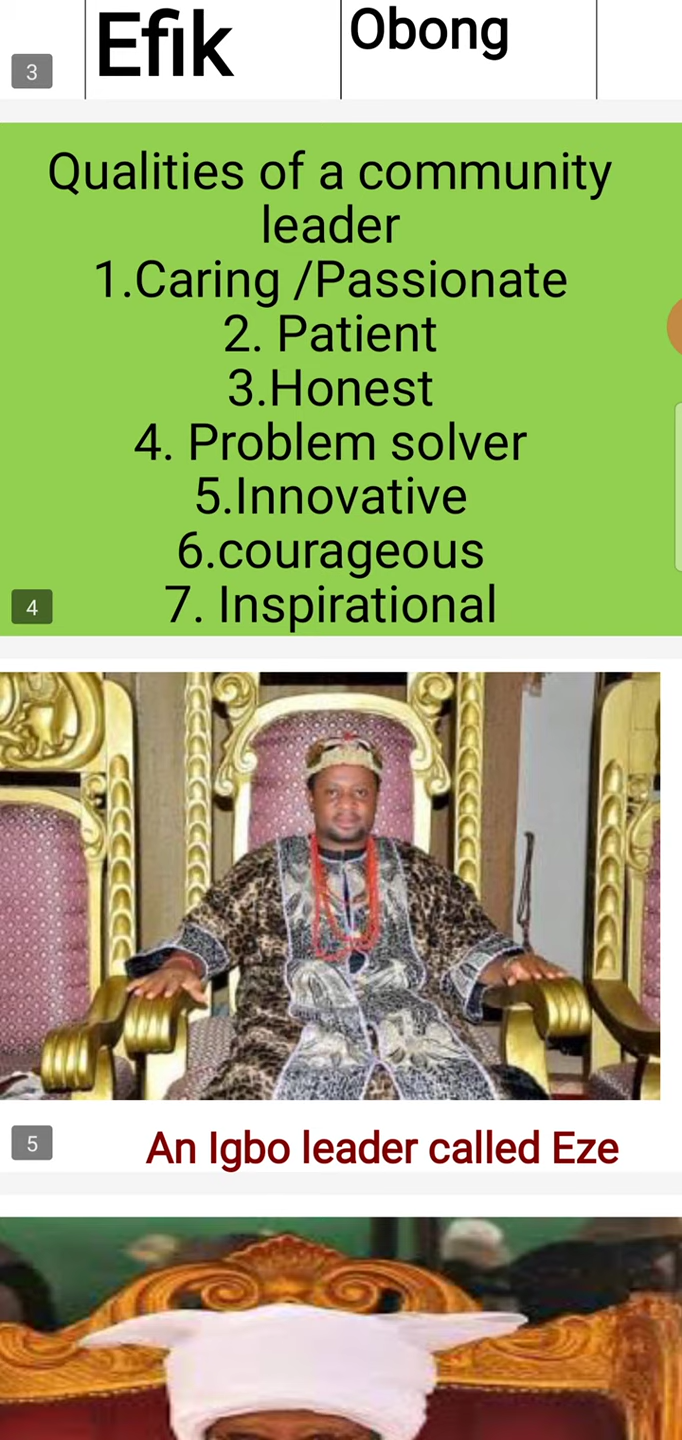 Efik
Obong
3
Qualities of a community
leader
1.Caring /Passionate
2. Patient
3.Honest
4. Problem solver
5.Innovative
6.courageous
7. Inspirational
4
5
An Igbo leader called Eze